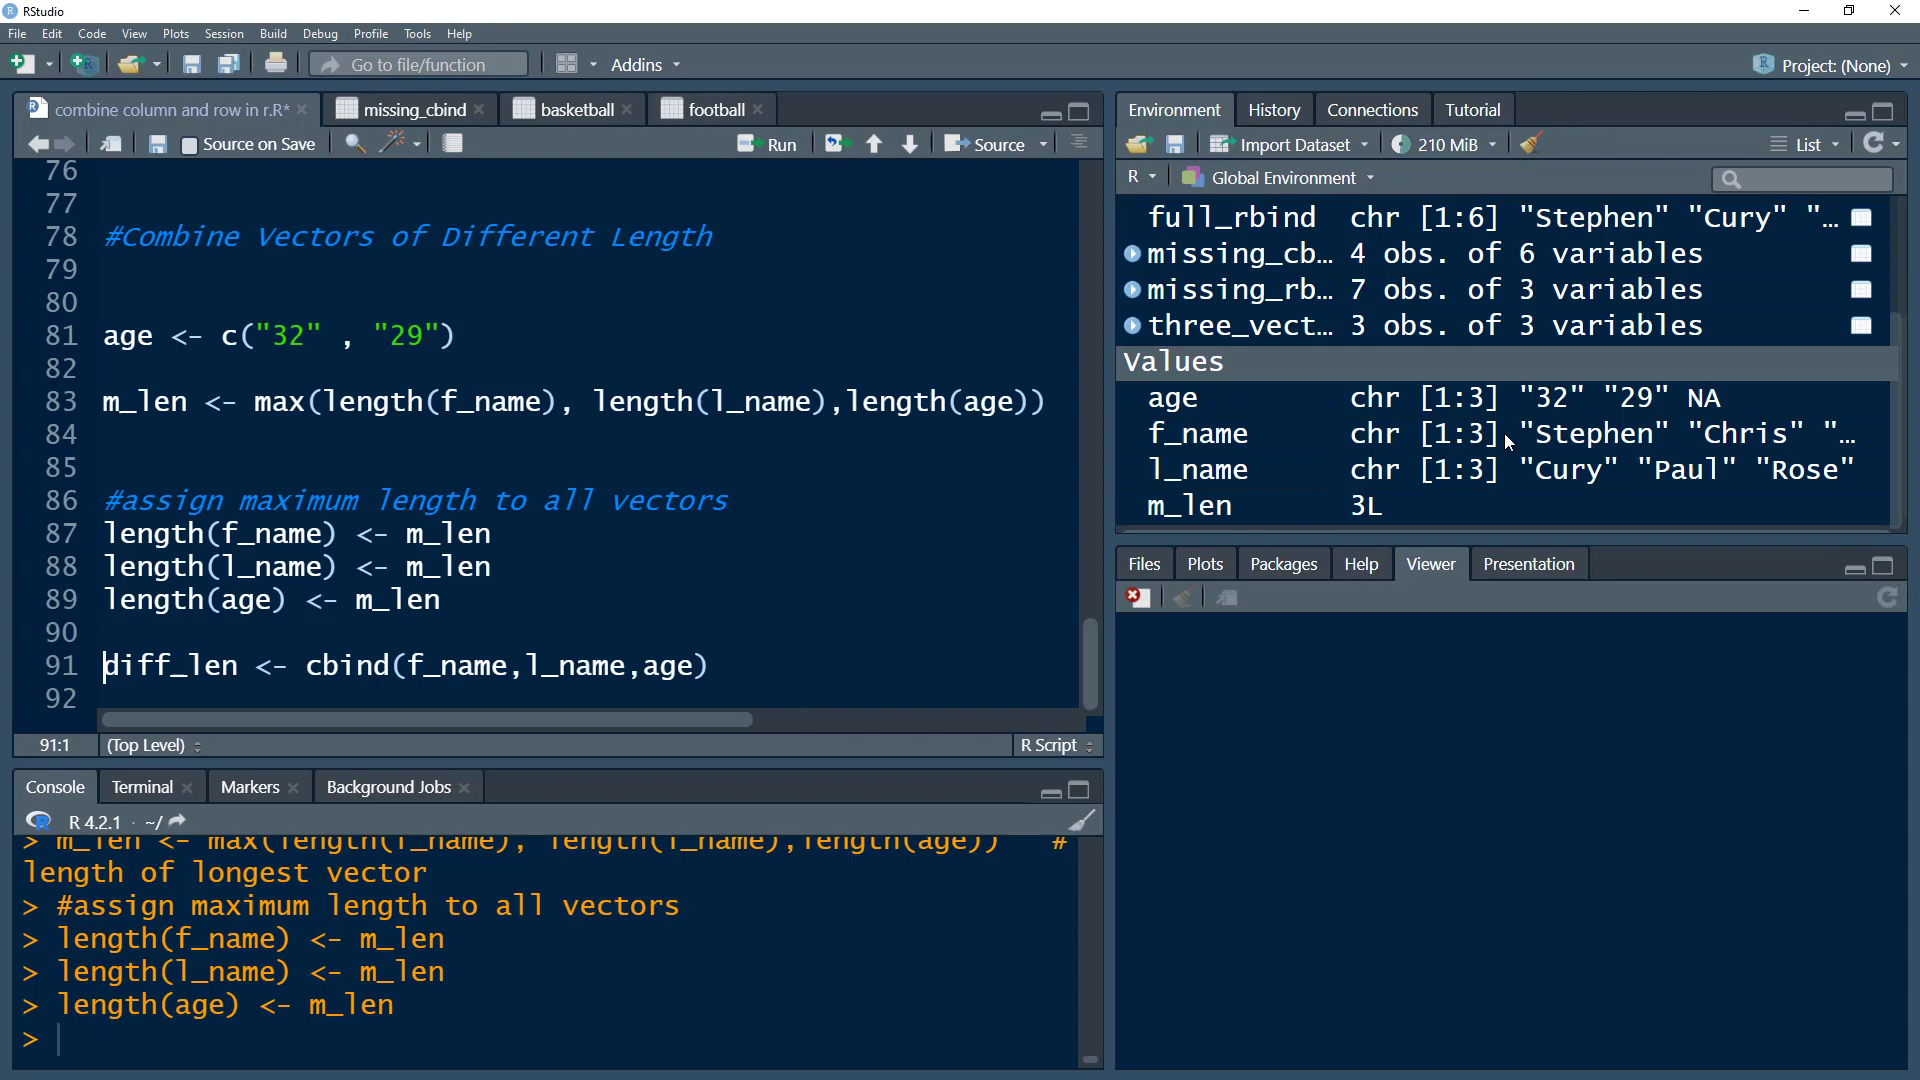 RStudio
File Edit Code View Plots Session Build Debug Profile Tools Help
Go to file/function Addins Project: (None)
combine column and row in r.R* missing_cbind basketball football
Source on Save Run Source
76
77
78 #Combine Vectors of Different Length
79
80
81 age <- c("32" , "29")
82
83 m_len <- max(length(f_name), length(l_name),length(age))
84
85
86 #assign maximum length to all vectors
87 length(f_name) <- m_len
88 length(l_name) <- m_len
89 length(age) <- m_len
90
91 diff_len <- cbind(f_name,l_name,age)
92
91:1 (Top Level) R Script
Console Terminal Markers Background Jobs
R 4.2.1 · ~/
> m_len <- max(length(f_name), length(l_name),length(age)) #
length of longest vector
> #assign maximum length to all vectors
> length(f_name) <- m_len
> length(l_name) <- m_len
> length(age) <- m_len
>
Environment History Connections Tutorial
Import Dataset 210 MiB List
R Global Environment
full_rbind chr [1:6] "Stephen" "Cury" "…
missing_cb… 4 obs. of 6 variables
missing_rb… 7 obs. of 3 variables
three_vect… 3 obs. of 3 variables
Values
age chr [1:3] "32" "29" NA
f_name chr [1:3] "Stephen" "Chris" "…
l_name chr [1:3] "Cury" "Paul" "Rose"
m_len 3L
Files Plots Packages Help Viewer Presentation